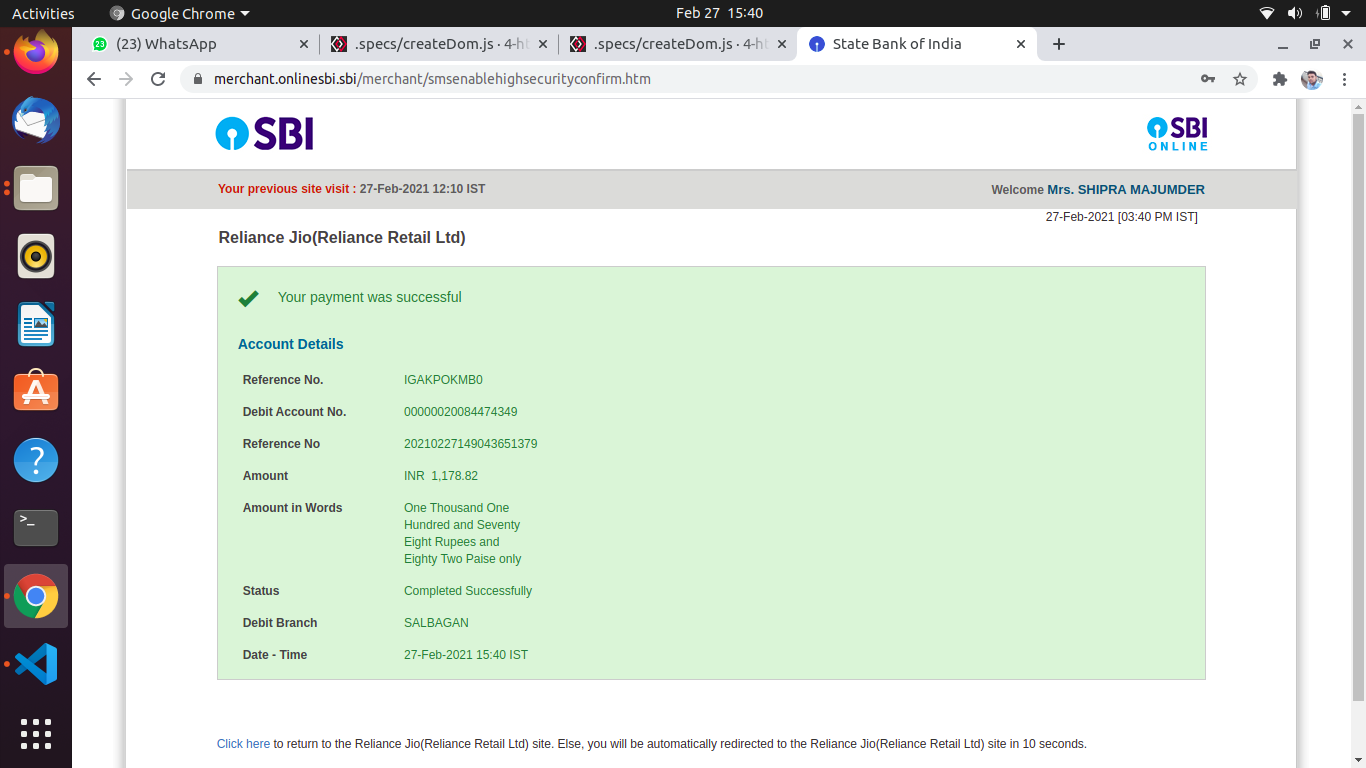 Activities
Google Chrome
Feb 27 15:40
23
(23) WhatsApp
.specs/createDom.js · 4-ht
.specs/createDom.js · 4-ht
State Bank of India
merchant.onlinesbi.sbi/merchant/smsenablehighsecurityconfirm.htm
SBI
SBI
ONLINE
Your previous site visit : 27-Feb-2021 12:10 IST
Welcome Mrs. SHIPRA MAJUMDER
27-Feb-2021 [03:40 PM IST]
Reliance Jio(Reliance Retail Ltd)
Your payment was successful
Account Details
Reference No. IGAKPOKMB0
Debit Account No. 00000020084474349
Reference No 20210227149043651379
Amount INR 1,178.82
Amount in Words One Thousand One
Hundred and Seventy
Eight Rupees and
Eighty Two Paise only
Status Completed Successfully
Debit Branch SALBAGAN
Date - Time 27-Feb-2021 15:40 IST
Click here to return to the Reliance Jio(Reliance Retail Ltd) site. Else, you will be automatically redirected to the Reliance Jio(Reliance Retail Ltd) site in 10 seconds.